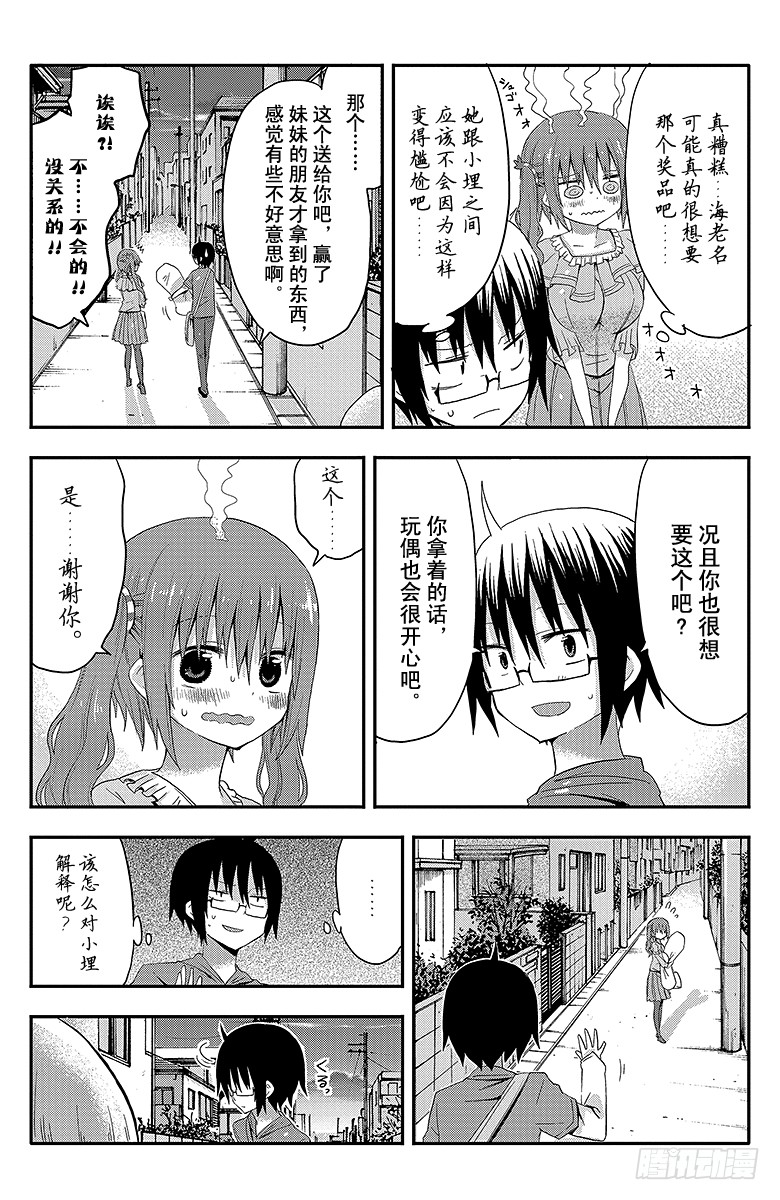 真糟糕…海老名
可能真的很想要
那个奖品吧……
她跟小埋之间
应该不会因为这样
变得尴尬吧……
オオオ
那个……
这个送给你吧，赢了
妹妹的朋友才拿到的东西，
感觉有些不好意思啊。
诶诶?!
不……不会的!!
没关系的!!
况且你也很想
要这个吧？
你拿着的话，
玩偶也会很开心吧。
这个……
是……谢谢你。
……
该怎么对小埋
解释呢？
くるっ
腾讯动漫